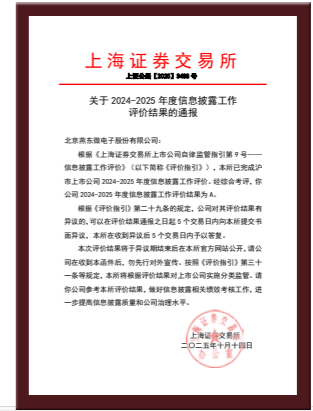 上海证券交易所
上证公函【2025】3488 号
关于 2024-2025 年度信息披露工作
评价结果的通报
北京燕东微电子股份有限公司：
根据《上海证券交易所上市公司自律监管指引第 9 号——
信息披露工作评价》（以下简称《评价指引》），本所已完成沪
市上市公司 2024-2025 年度信息披露工作评价。经综合考评，你
公司 2024-2025 年度信息披露工作评价结果为 A。
根据《评价指引》第二十九条的规定，公司对其评价结果有
异议的，可以在评价结果通报之日起 5 个交易日内向本所提交书
面异议，本所在收到异议后 5 个交易日内予以答复。
本次评价结果将于异议期结束后在本所官方网站公开，请公
司在收到本函件后，勿先行对外宣传。按照《评价指引》第三十
一条等规定，本所将根据评价结果对上市公司实施分类监管。请
你公司参考本所评价结果，做好信息披露相关绩效考核工作，进
一步提高信息披露质量和公司治理水平。
上海证券交易所
二〇二五年十月十四日